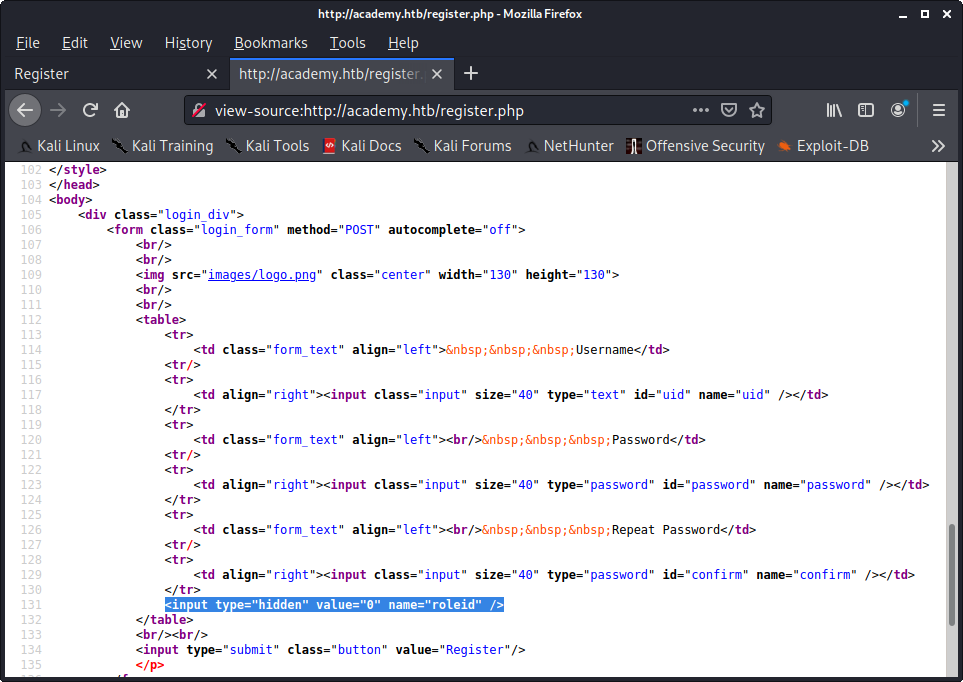 http://academy.htb/register.php - Mozilla Firefox
File Edit View History Bookmarks Tools Help
Register http://academy.htb/register.
view-source:http://academy.htb/register.php
Kali Linux Kali Training Kali Tools Kali Docs Kali Forums NetHunter Offensive Security Exploit-DB
102 </style>
103 </head>
104 <body>
105 <div class="login_div">
106 <form class="login_form" method="POST" autocomplete="off">
107 <br/>
108 <br/>
109 <img src="images/logo.png" class="center" width="130" height="130">
110 <br/>
111 <br/>
112 <table>
113 <tr>
114 <td class="form_text" align="left">&nbsp;&nbsp;&nbsp;Username</td>
115 <tr/>
116 <tr>
117 <td align="right"><input class="input" size="40" type="text" id="uid" name="uid" /></td>
118 </tr>
119 <tr>
120 <td class="form_text" align="left"><br/>&nbsp;&nbsp;&nbsp;Password</td>
121 <tr/>
122 <tr>
123 <td align="right"><input class="input" size="40" type="password" id="password" name="password" /></td>
124 </tr>
125 <tr>
126 <td class="form_text" align="left"><br/>&nbsp;&nbsp;&nbsp;Repeat Password</td>
127 <tr/>
128 <tr>
129 <td align="right"><input class="input" size="40" type="password" id="confirm" name="confirm" /></td>
130 </tr>
131 <input type="hidden" value="0" name="roleid" />
132 </table>
133 <br/><br/>
134 <input type="submit" class="button" value="Register"/>
135 </p>